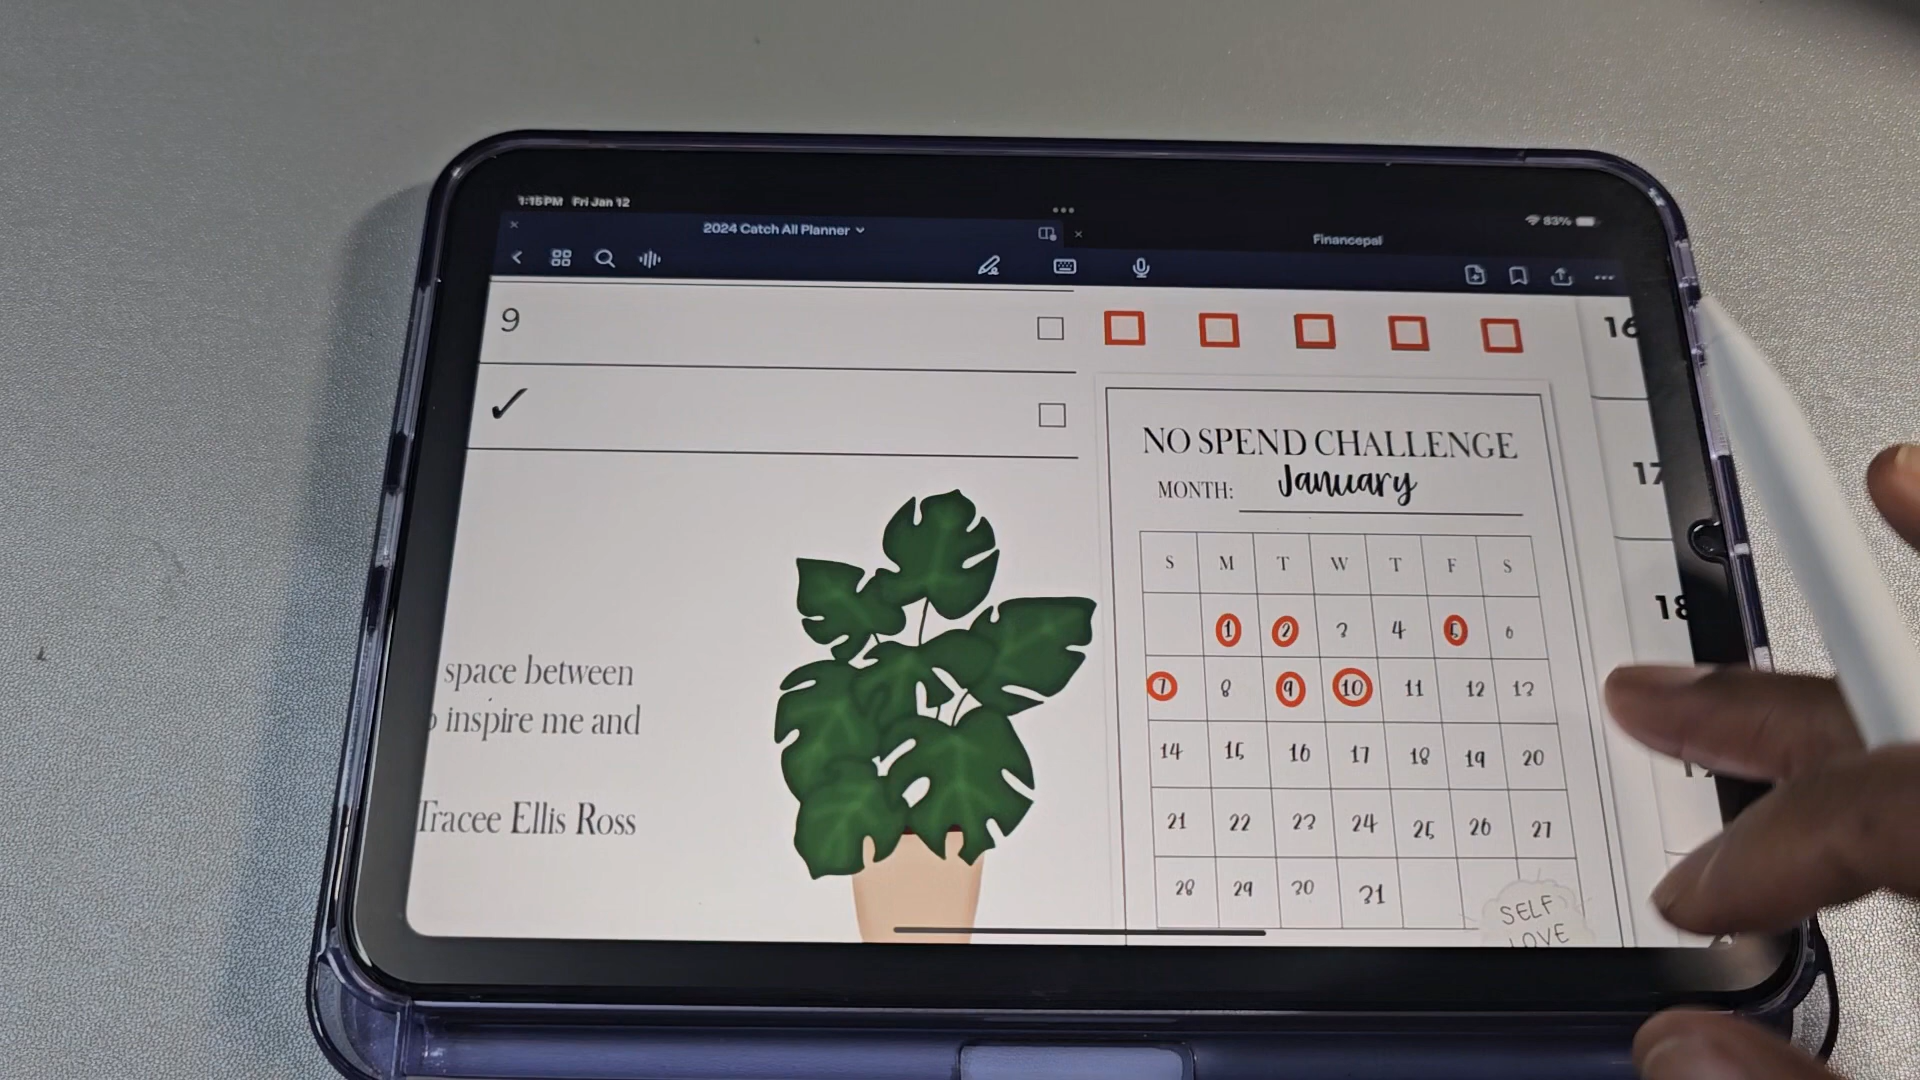 1:15 PM Fri Jan 12
83%
2024 Catch All Planner
Financepal
9
space between
inspire me and
Tracee Ellis Ross
NO SPEND CHALLENGE
MONTH: January
S M T W T F S
1 2 3 4 5 6
7 8 9 10 11 12 13
14 15 16 17 18 19 20
21 22 23 24 25 26 27
28 29 30 31
SELF
LOVE
16
17
18